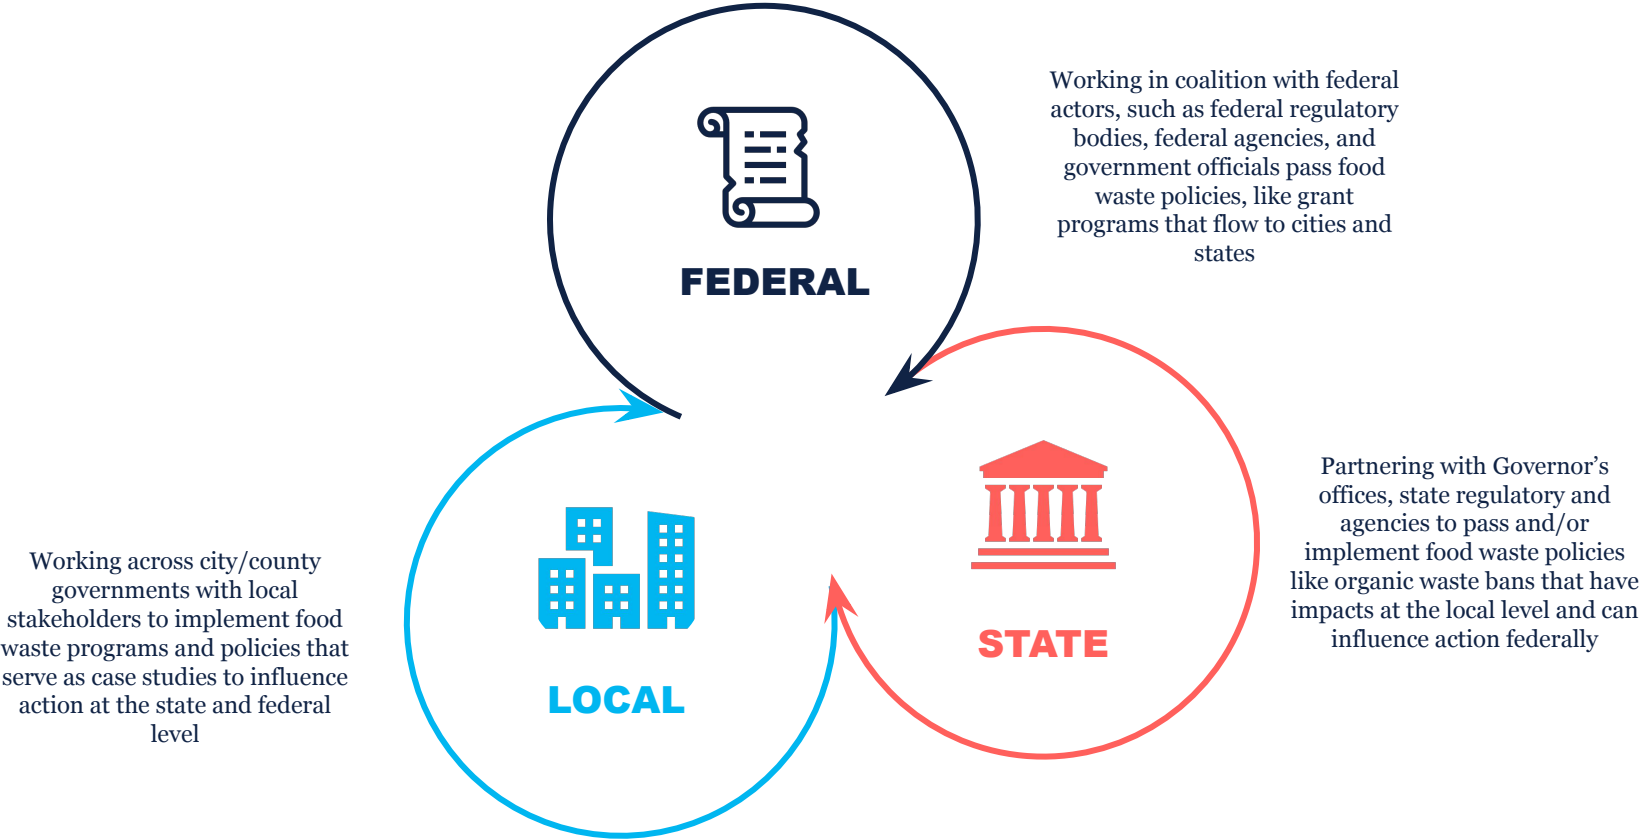 FEDERAL
Working in coalition with federal
actors, such as federal regulatory
bodies, federal agencies, and
government officials pass food
waste policies, like grant
programs that flow to cities and
states
STATE
Partnering with Governor’s
offices, state regulatory and
agencies to pass and/or
implement food waste policies
like organic waste bans that have
impacts at the local level and can
influence action federally
LOCAL
Working across city/county
governments with local
stakeholders to implement food
waste programs and policies that
serve as case studies to influence
action at the state and federal
level